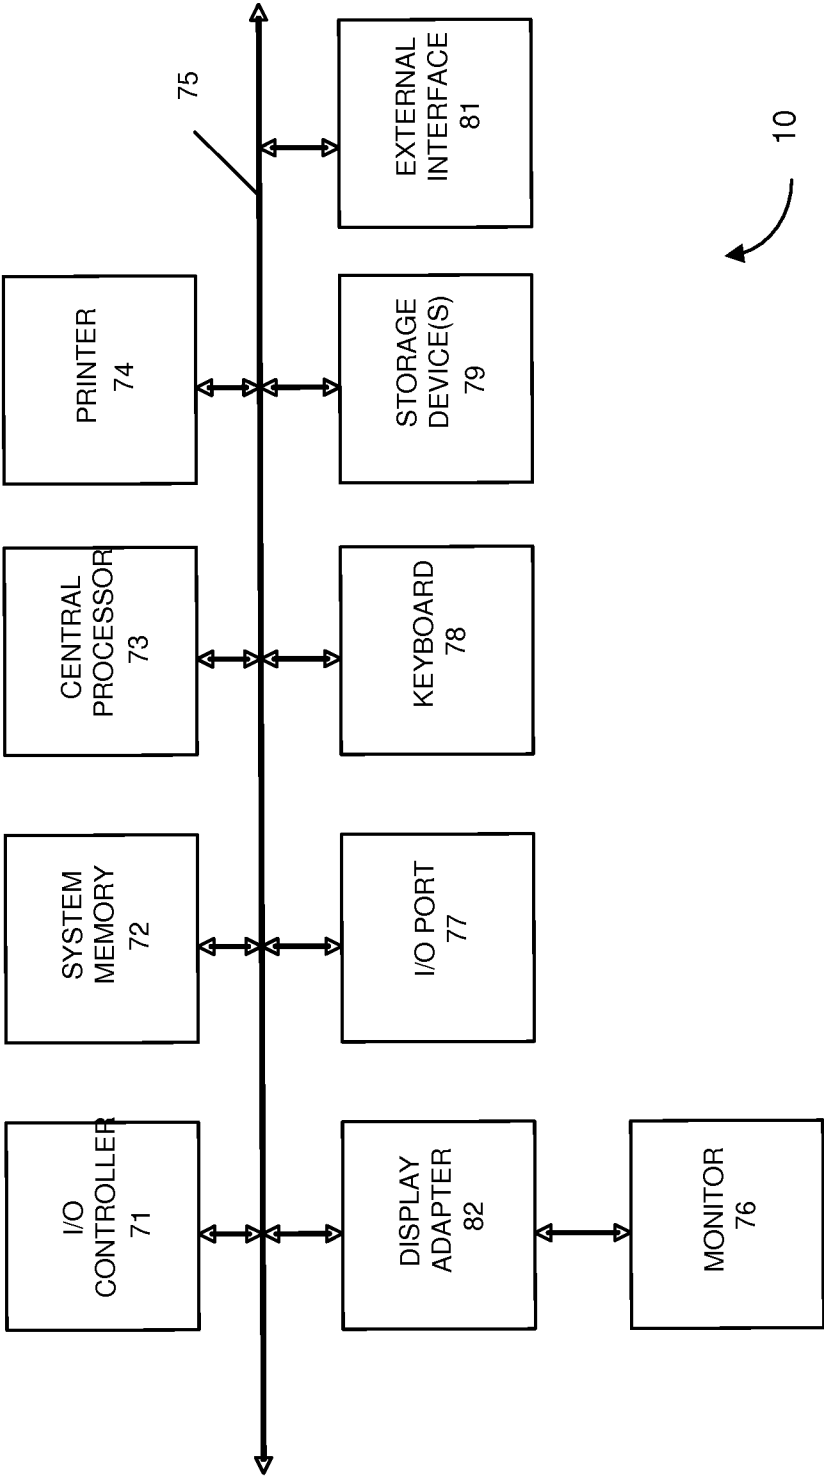 I/O
CONTROLLER
71
SYSTEM
MEMORY
72
CENTRAL
PROCESSOR
73
PRINTER
74
75
DISPLAY
ADAPTER
82
I/O PORT
77
KEYBOARD
78
STORAGE
DEVICE(S)
79
EXTERNAL
INTERFACE
81
MONITOR
76
10